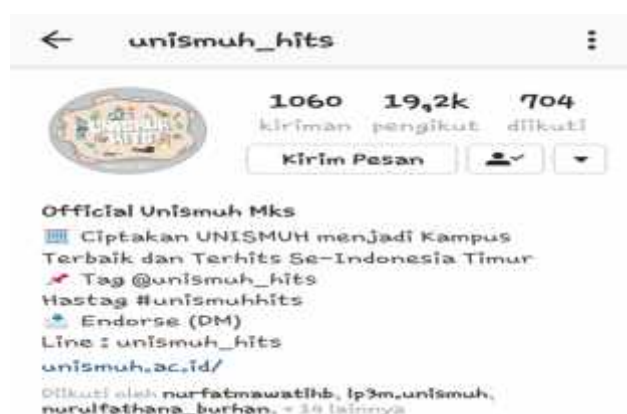 unismuh_hits
1060 19,2k 704
kiriman pengikut diikuti
Kirim Pesan
UNISMUH
HITS
Official Unismuh Mks
Ciptakan UNISMUH menjadi Kampus
Terbaik dan Terhits Se-Indonesia Timur
Tag @unismuh_hits
Hastag #unismuhhits
Endorse (DM)
Line : unismuh_hits
unismuh.ac.id/
Diikuti oleh nurfatmawatihb, lp3m.unismuh,
nurulfathana_burhan, + 14 lainnya